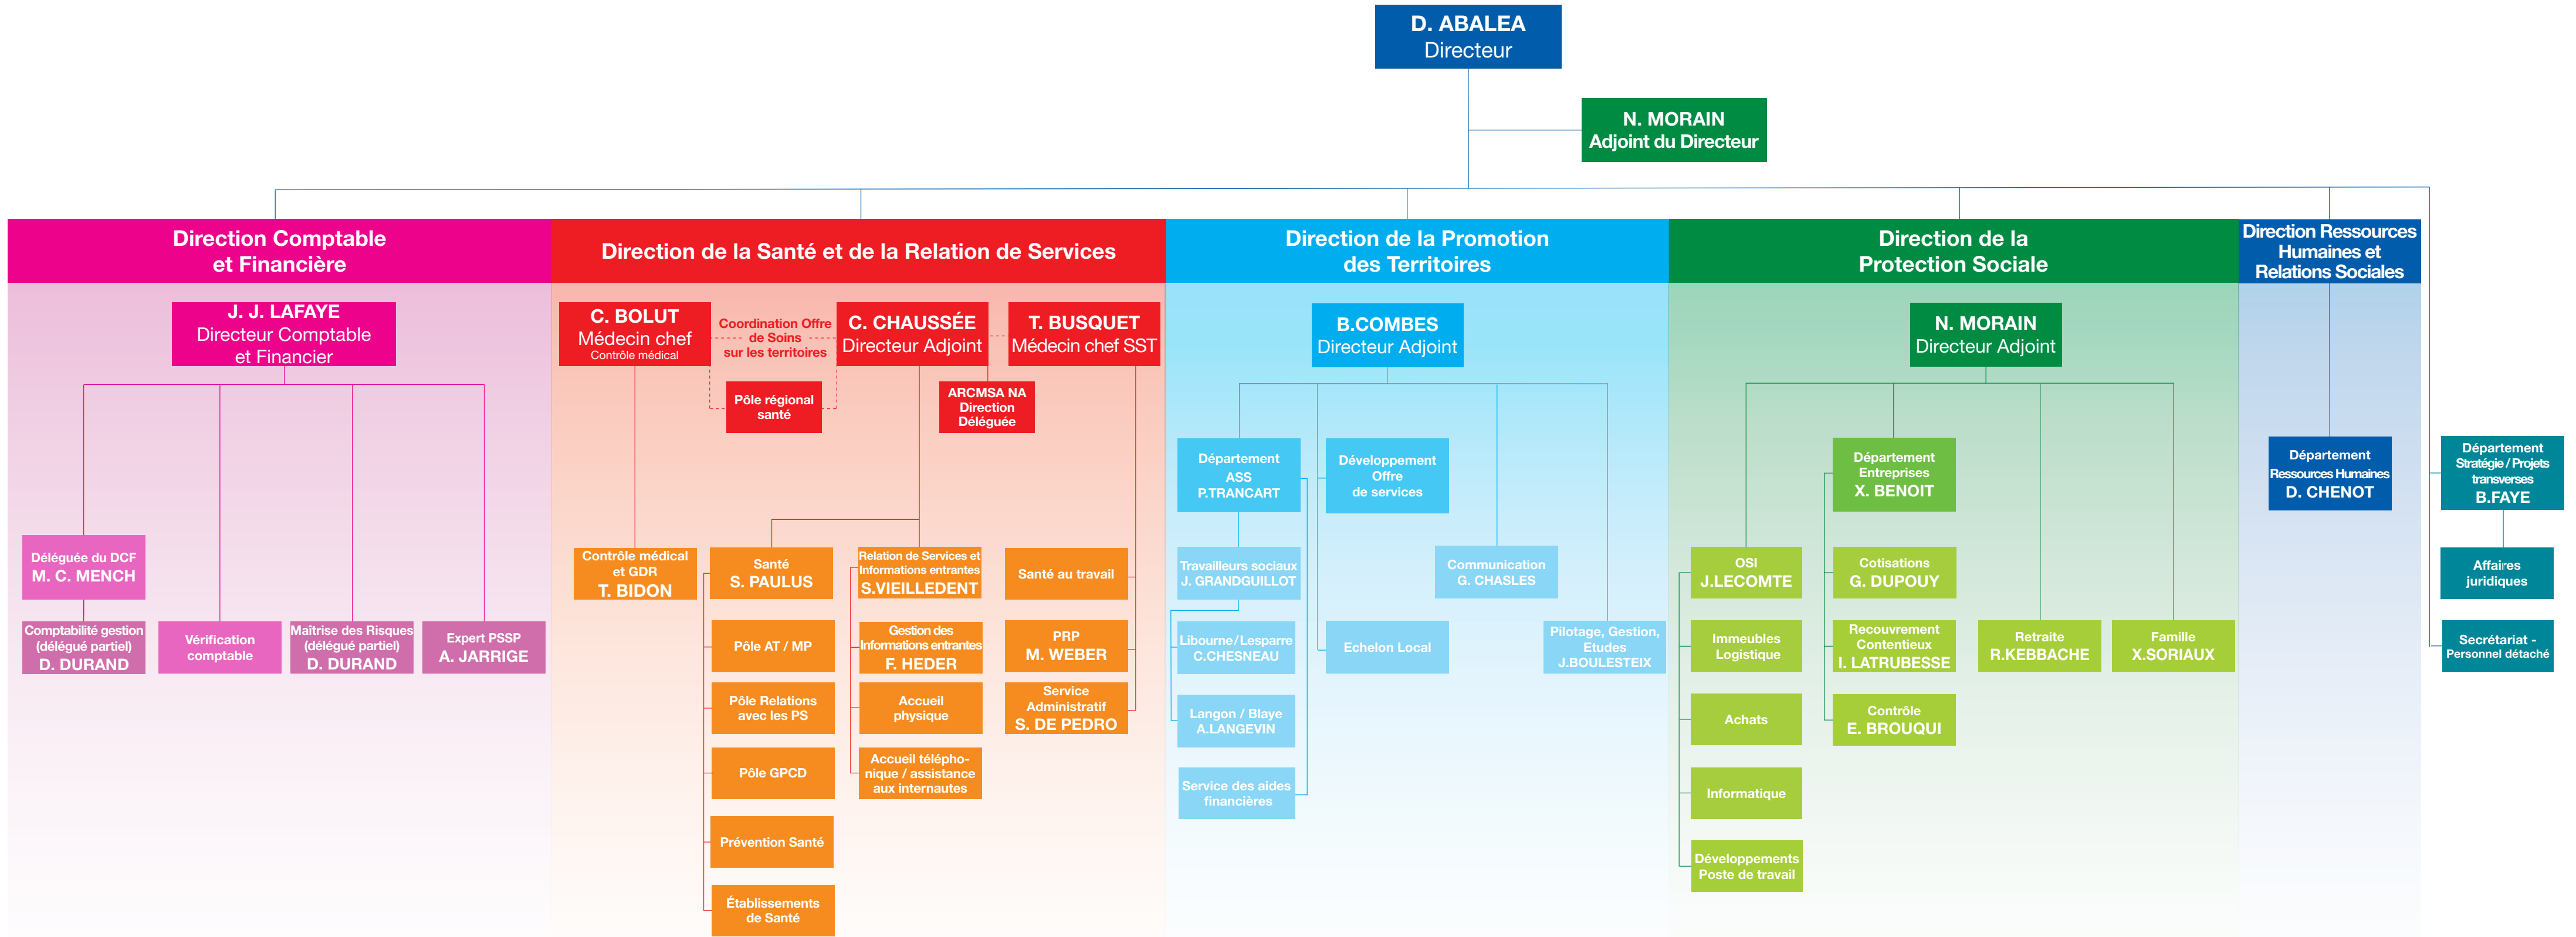 D. ABALEA
Directeur
N. MORAIN
Adjoint du Directeur
Direction Comptable
et Financière
J. J. LAFAYE
Directeur Comptable
et Financier
Déléguée du DCF
M. C. MENCH
Comptabilité gestion
(délégué partiel)
D. DURAND
Vérification
comptable
Maîtrise des Risques
(délégué partiel)
D. DURAND
Expert PSSP
A. JARRIGE
Direction de la Santé et de la Relation de Services
C. BOLUT
Médecin chef
Contrôle médical
Coordination Offre
de Soins
sur les territoires
C. CHAUSSÉE
Directeur Adjoint
T. BUSQUET
Médecin chef SST
Pôle régional
santé
ARCMSA NA
Direction
Déléguée
Contrôle médical
et GDR
T. BIDON
Santé
S. PAULUS
Pôle AT / MP
Pôle Relations
avec les PS
Pôle GPCD
Prévention Santé
Établissements
de Santé
Relation de Services et
Informations entrantes
S.VIEILLEDENT
Gestion des
Informations entrantes
F. HEDER
Accueil
physique
Accueil télépho-
nique / assistance
aux internautes
Santé au travail
PRP
M. WEBER
Service
Administratif
S. DE PEDRO
Direction de la Promotion
des Territoires
B.COMBES
Directeur Adjoint
Département
ASS
P.TRANCART
Travailleurs sociaux
J. GRANDGUILLOT
Libourne / Lesparre
C.CHESNEAU
Langon / Blaye
A.LANGEVIN
Service des aides
financières
Développement
Offre
de services
Echelon Local
Communication
G. CHASLES
Pilotage, Gestion,
Etudes
J.BOULESTEIX
Direction de la
Protection Sociale
N. MORAIN
Directeur Adjoint
OSI
J.LECOMTE
Immeubles
Logistique
Achats
Informatique
Développements
Poste de travail
Département
Entreprises
X. BENOIT
Cotisations
G. DUPOUY
Recouvrement
Contentieux
I. LATRUBESSE
Contrôle
E. BROUQUI
Retraite
R.KEBBACHE
Famille
X.SORIAUX
Direction Ressources
Humaines et
Relations Sociales
Département
Ressources Humaines
D. CHENOT
Département
Stratégie / Projets
transverses
B.FAYE
Affaires
juridiques
Secrétariat -
Personnel détaché